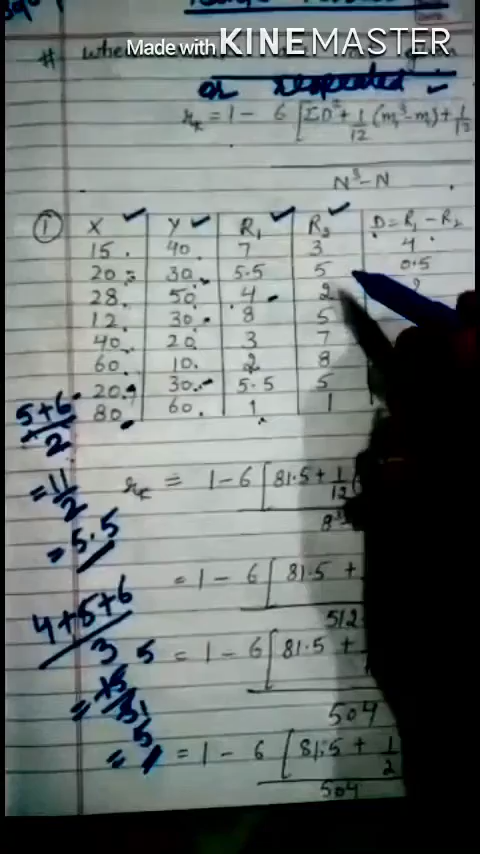 Made with KINEMASTER
# whe
or repeated
r_k = 1 - 6 [ΣD² + 1/12 (m₁³-m₁) + 1/12
N³-N
① X Y R₁ R₂ D=R₁-R₂
15 40 7 3 4
20 30 5.5 5 0.5
28 50 4 2
12 30 8 5
40 20 3 7
60 10 2 8
20 30 5.5 5
80 60 1 1
5+6/2
=11/2
=5.5
r_k = 1-6 [81.5 + 1/12 (
8³-
= 1 - 6 [81.5 +
512
4+5+6/3
= 15/3
= 5
5 = 1 - 6 [81.5 +
504
= 1 - 6 [81.5 + 1/2
504